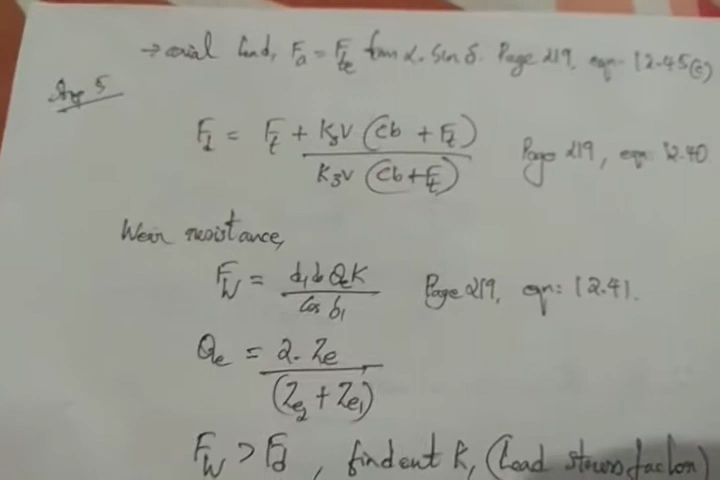 → axial load, Fa = Fte tan α. Sin δ. Page 219, eqn- 12.45(c)
Step 5
Fd = Ft + K3V (Cb + Ft) / K3V (Cb+Ft) Page 219, eqn 12.40
Wear resistance,
Fw = d1 b Qe K / Cos δ1 Page 219, eqn: 12.41.
Qe = 2. Ze / (Ze2 + Ze1)
Fw > Fd, find out K, (Load stress factor)